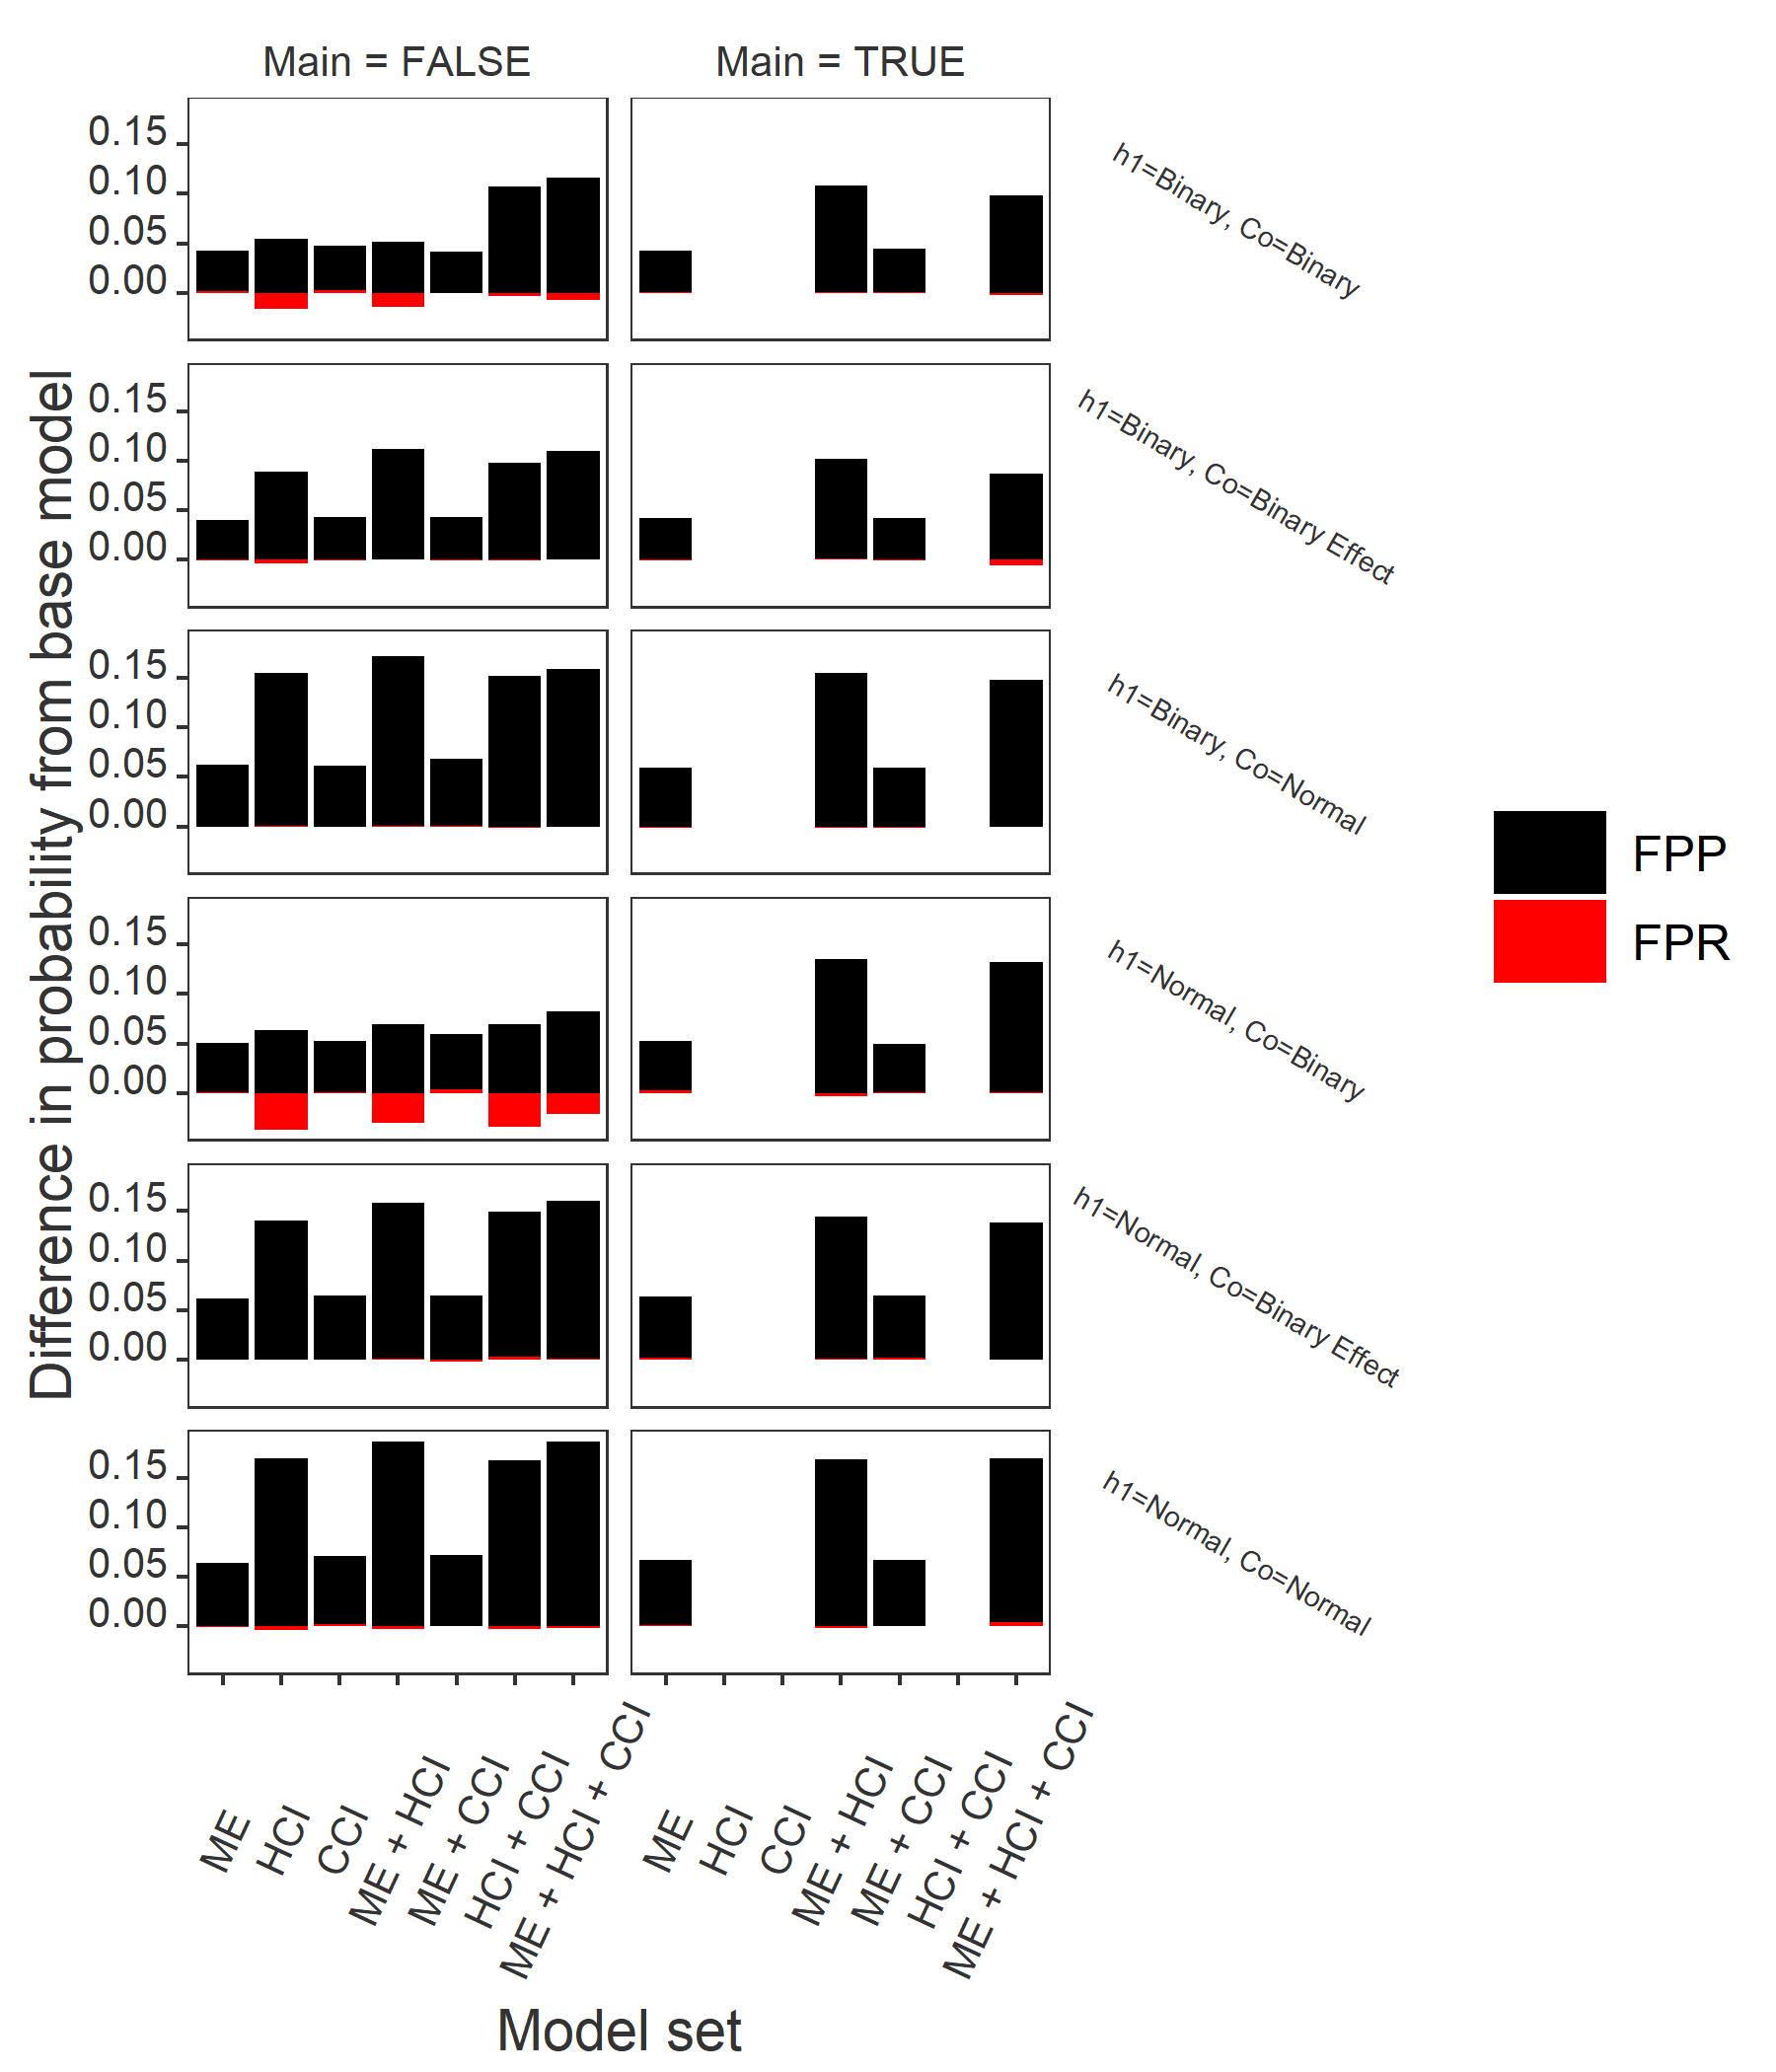 Main = FALSE
Main = TRUE
Difference in probability from base model
0.15
0.10
0.05
0.00
h1=Binary, Co=Binary
0.15
0.10
0.05
0.00
h1=Binary, Co=Binary Effect
0.15
0.10
0.05
0.00
h1=Binary, Co=Normal
0.15
0.10
0.05
0.00
h1=Normal, Co=Binary
0.15
0.10
0.05
0.00
h1=Normal, Co=Binary Effect
0.15
0.10
0.05
0.00
h1=Normal, Co=Normal
FPP
FPR
ME
HCI
CCI
ME + HCI
ME + CCI
HCI + CCI
ME + HCI + CCI
ME
HCI
CCI
ME + HCI
ME + CCI
HCI + CCI
ME + HCI + CCI
Model set